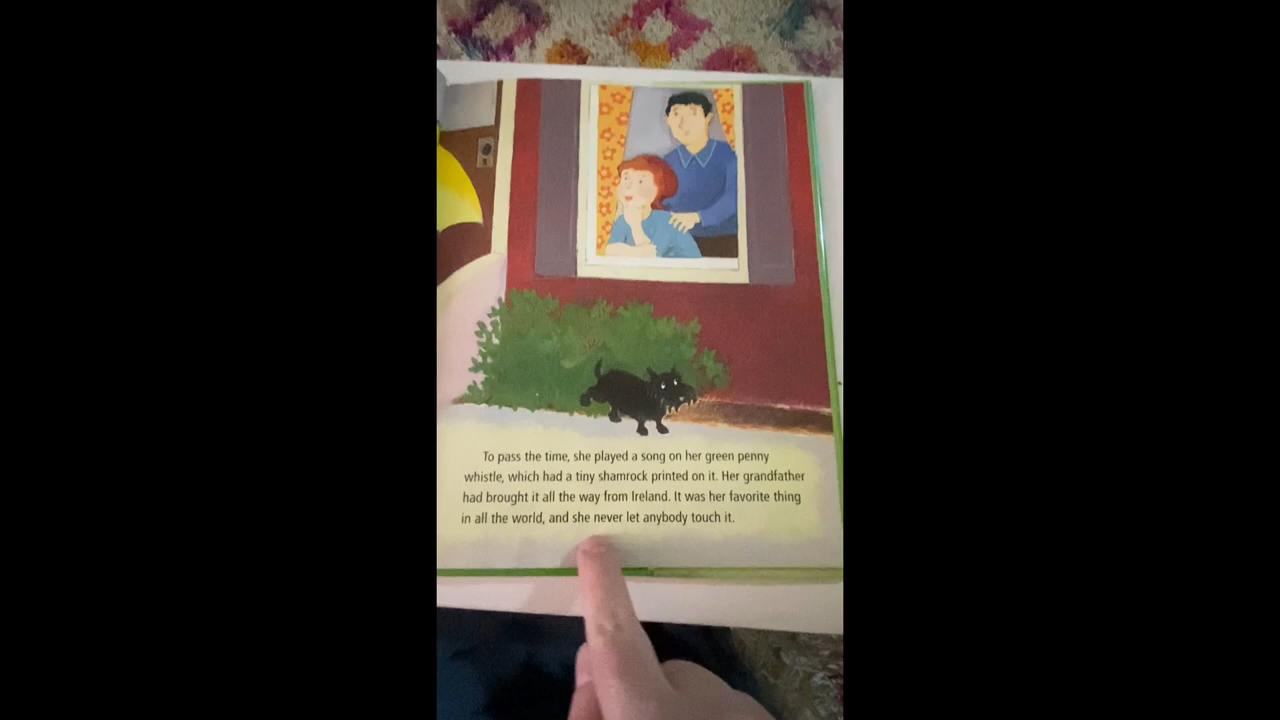 To pass the time, she played a song on her green penny
whistle, which had a tiny shamrock printed on it. Her grandfather
had brought it all the way from Ireland. It was her favorite thing
in all the world, and she never let anybody touch it.